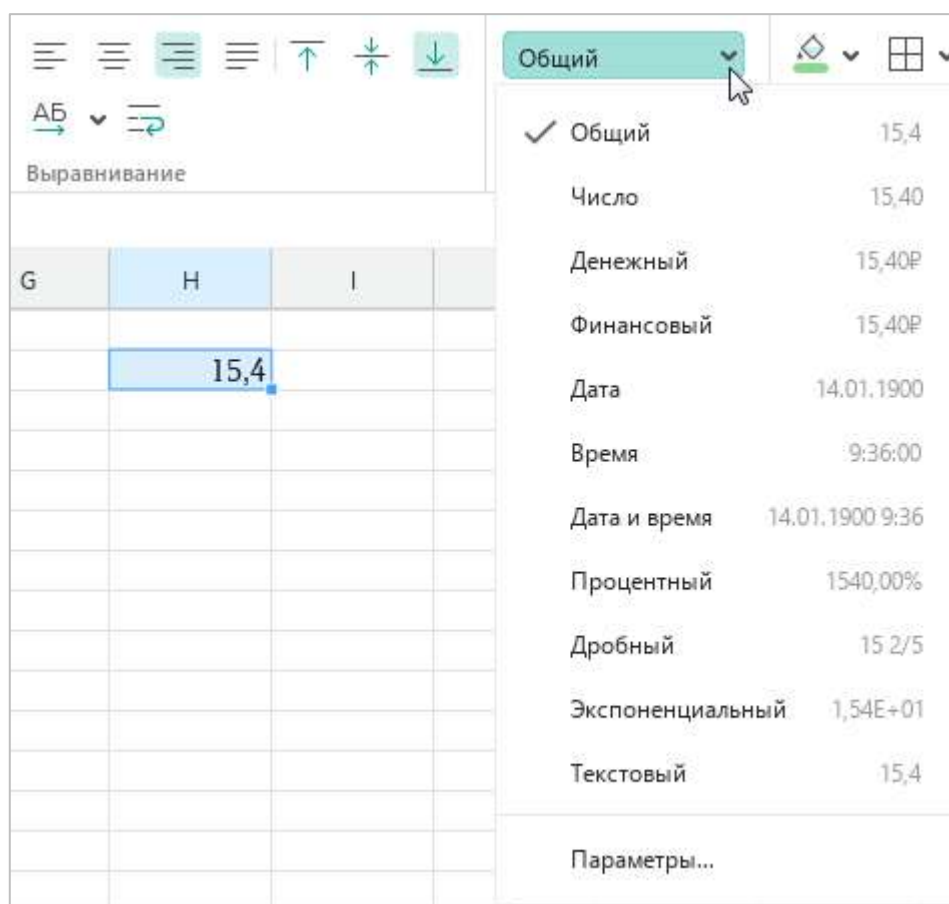 Общий
АБ
Выравнивание
Общий 15,4
Число 15,40
Денежный 15,40₽
Финансовый 15,40₽
Дата 14.01.1900
Время 9:36:00
Дата и время 14.01.1900 9:36
Процентный 1540,00%
Дробный 15 2/5
Экспоненциальный 1,54E+01
Текстовый 15,4
Параметры...
G H I
15,4